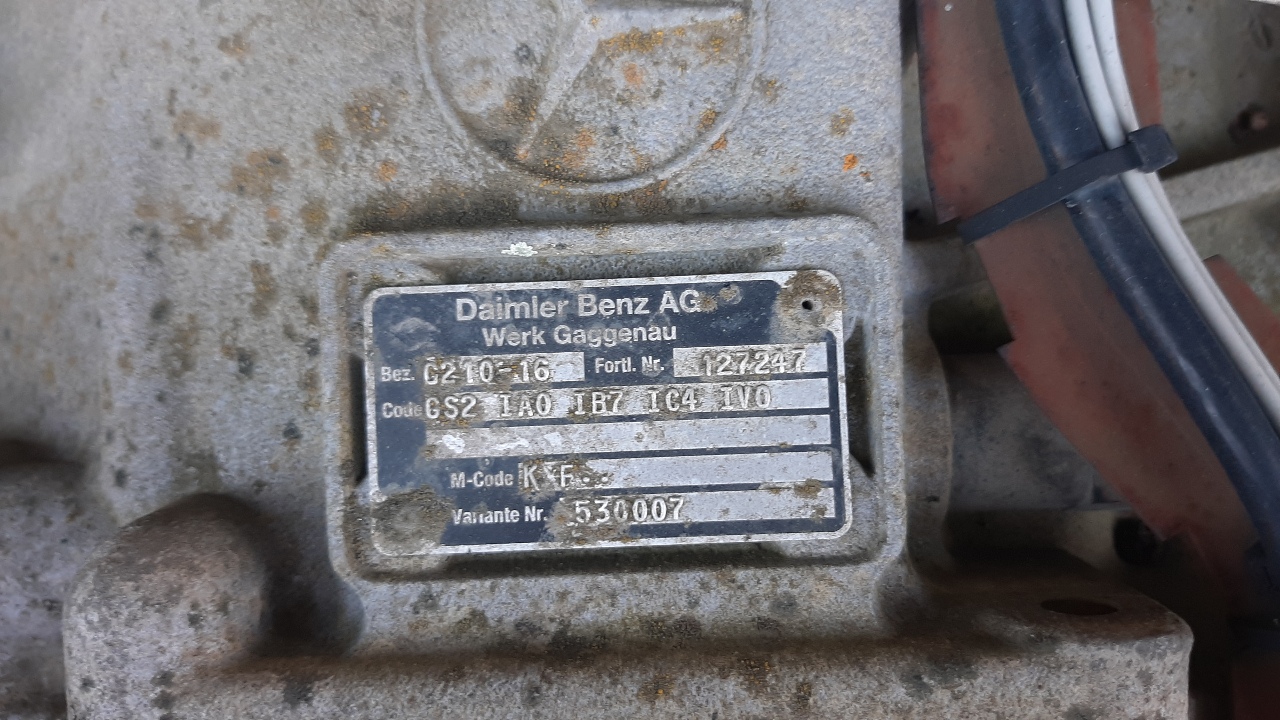 Daimler Benz AG
Werk Gaggenau
Bez. G210-16 Fortl. Nr. 127247
Code GS2 IA0 IB7 IC4 IV0
M-Code
Variante Nr. 530007